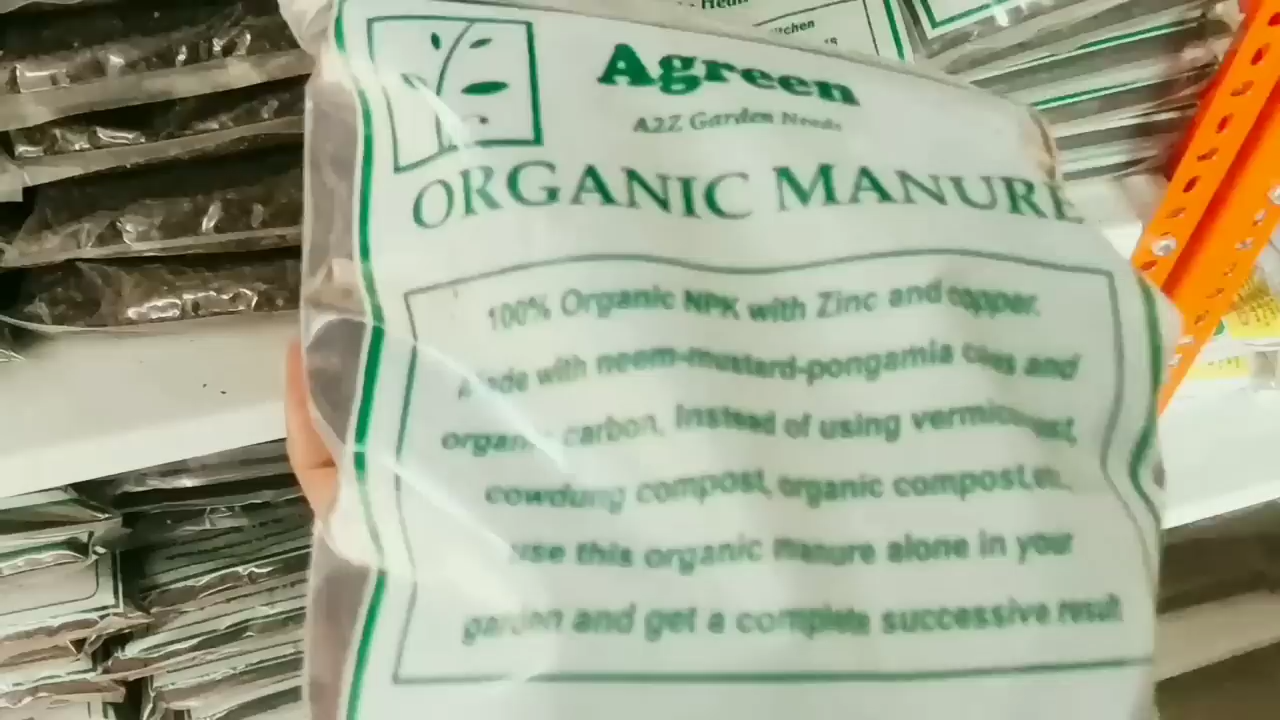 Agreen
A2Z Garden Needs
ORGANIC MANURE
100% Organic NPK with Zinc and copper.
Made with neem-mustard-pongamia cakes and
organic carbon. Instead of using vermicompost,
cowdung compost, organic compost
use this organic manure alone in your
garden and get a complete successive result